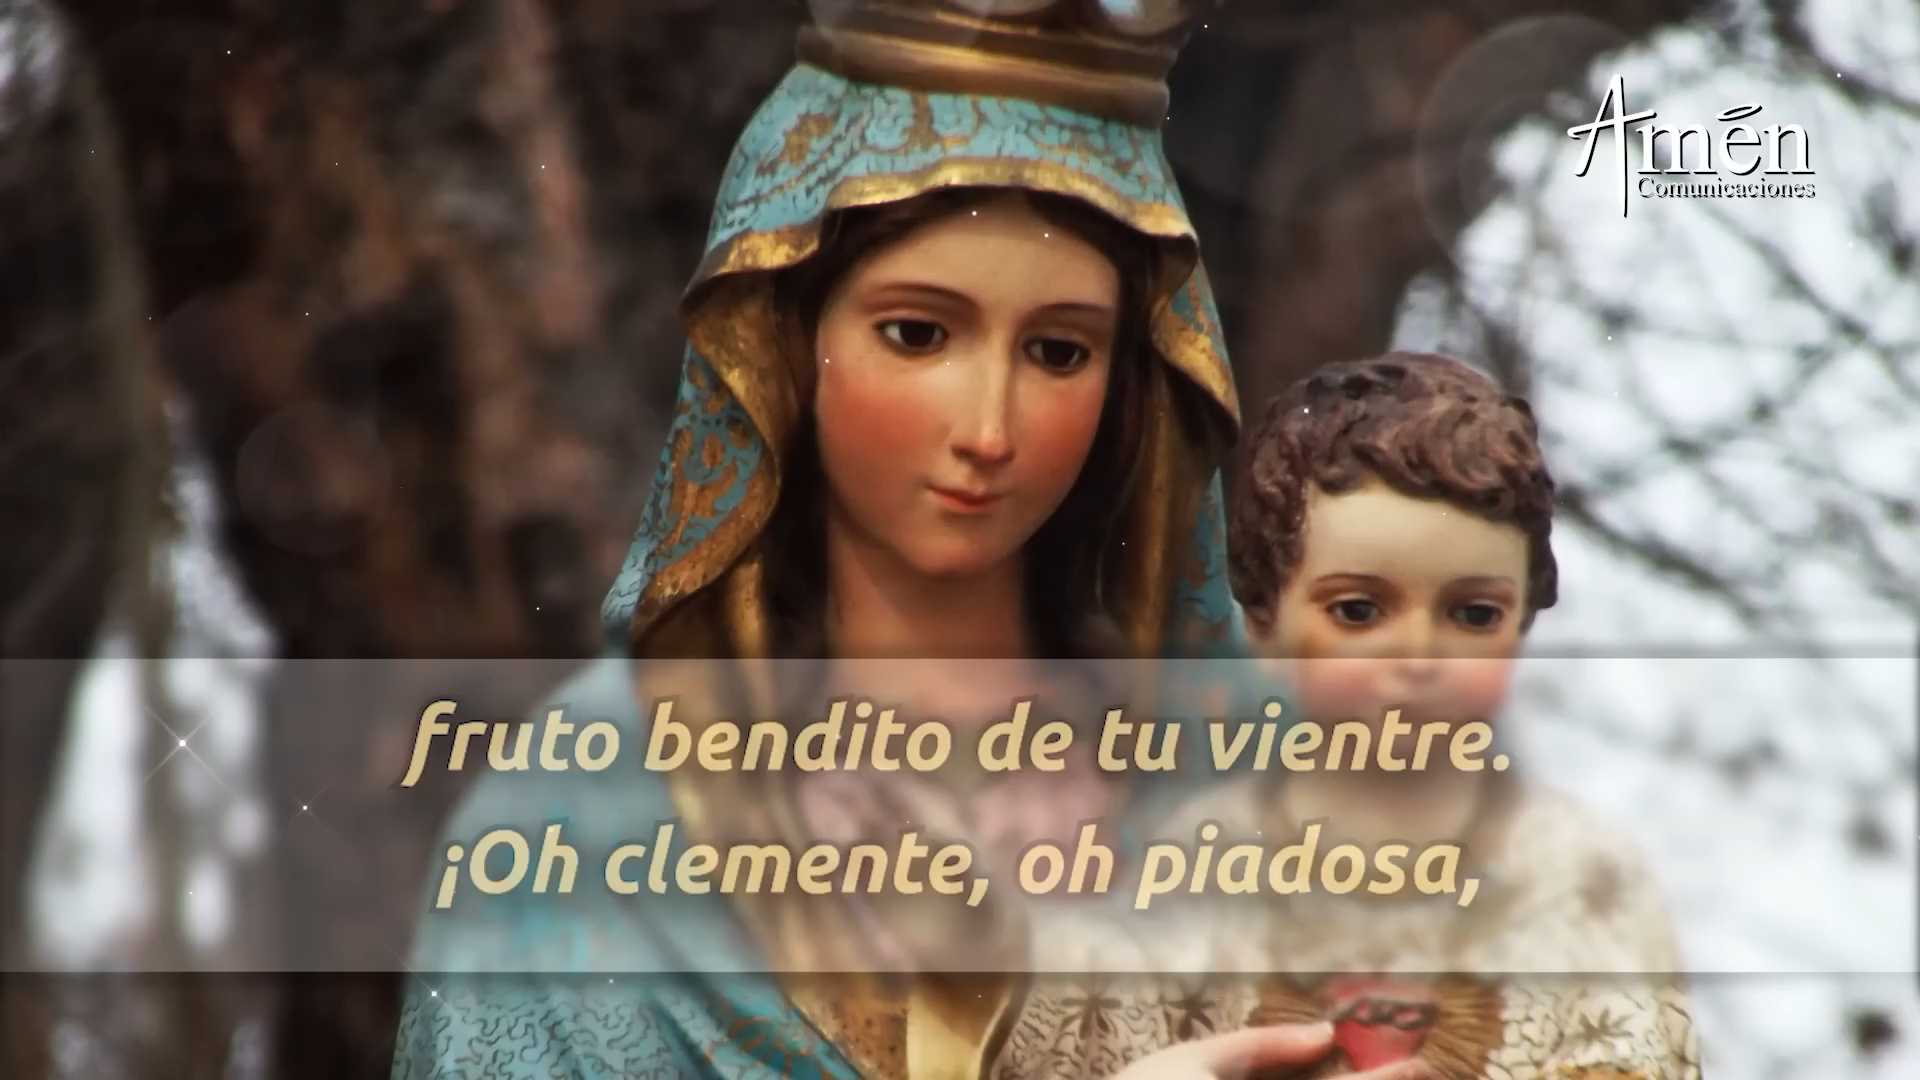 Amén
Comunicaciones
fruto bendito de tu vientre.
¡Oh clemente, oh piadosa,